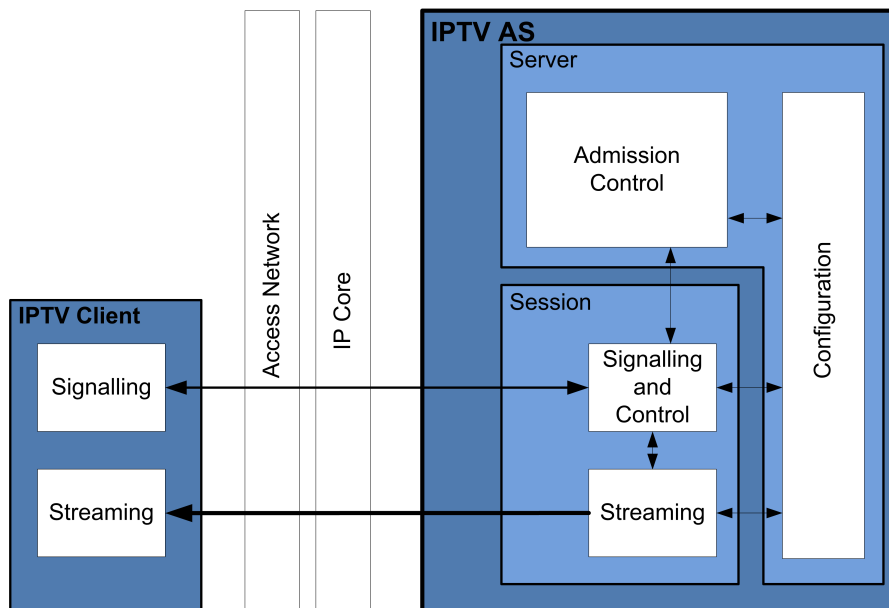 IPTV AS
Server
Admission
Control
Configuration
Access Network
IP Core
IPTV Client
Signalling
Streaming
Session
Signalling
and
Control
Streaming